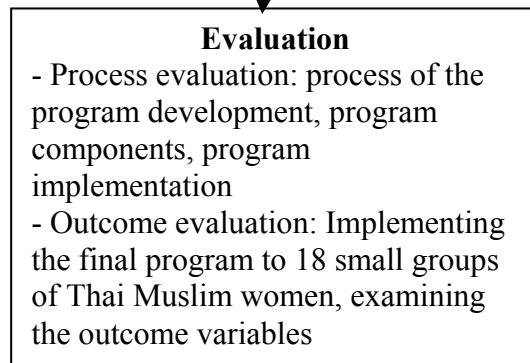 Evaluation
- Process evaluation: process of the
program development, program
components, program
implementation
- Outcome evaluation: Implementing
the final program to 18 small groups
of Thai Muslim women, examining
the outcome variables